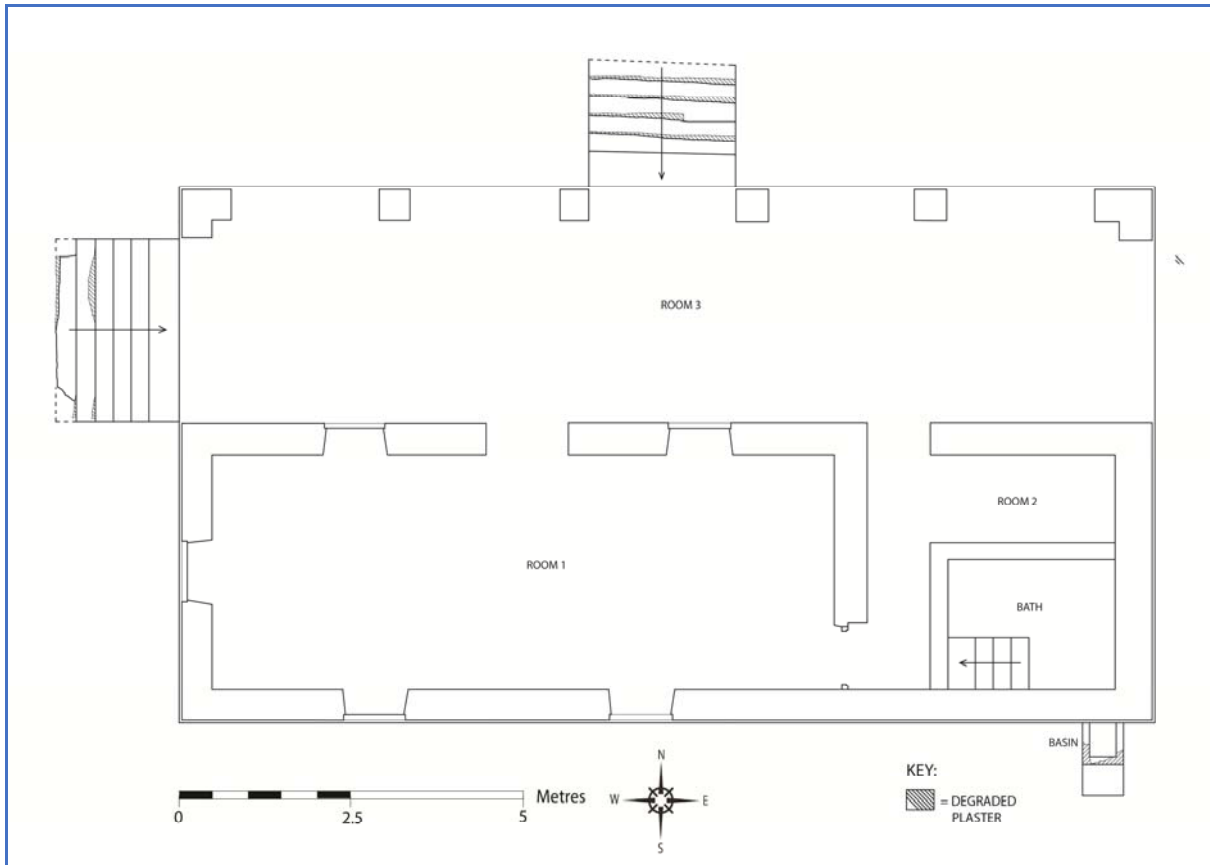 ROOM 3
ROOM 2
ROOM 1
BATH
BASIN
N
W E
S
Metres
0 2.5 5
KEY:
= DEGRADED
PLASTER